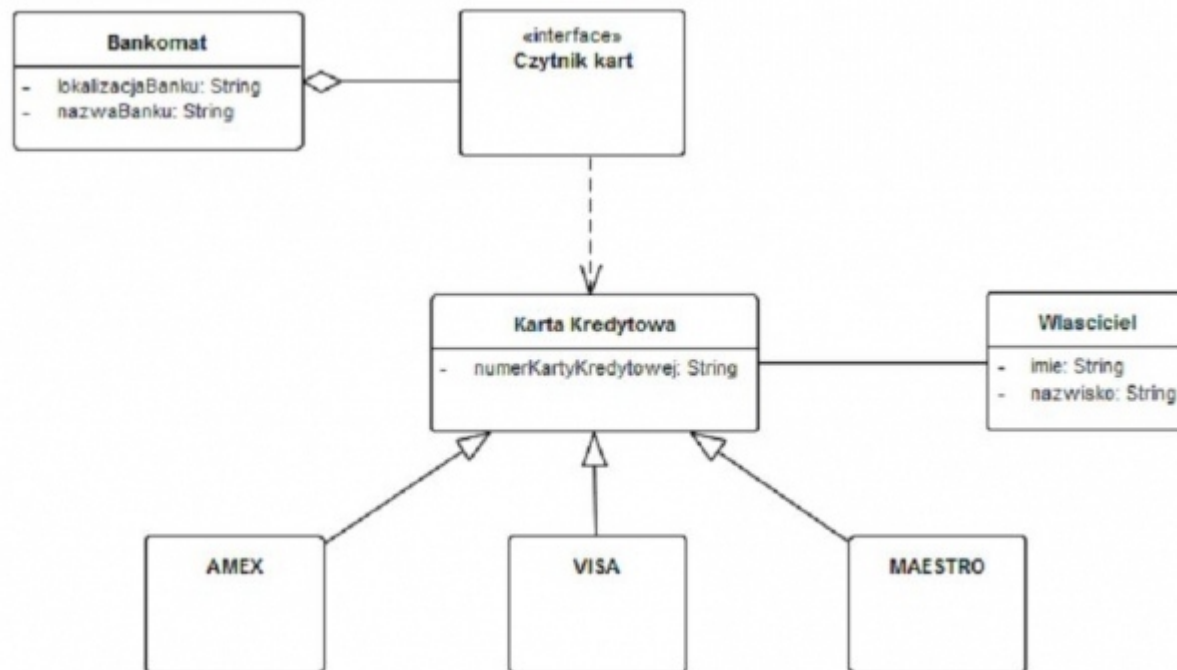 Bankomat
- lokalizacjaBanku: String
- nazwaBanku: String
«interface»
Czytnik kart
Karta Kredytowa
- numerKartyKredytowej: String
Wlasciciel
- imie: String
- nazwisko: String
AMEX
VISA
MAESTRO